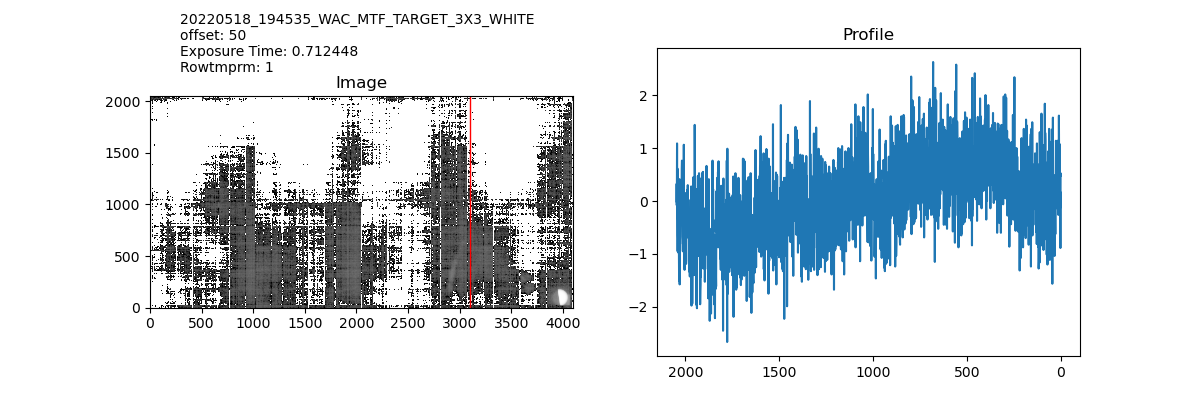 20220518_194535_WAC_MTF_TARGET_3X3_WHITE
offset: 50
Exposure Time: 0.712448
Rowtmprm: 1
Image
2000
1500
1000
500
0
0 500 1000 1500 2000 2500 3000 3500 4000
Profile
2
1
0
−1
−2
2000 1500 1000 500 0